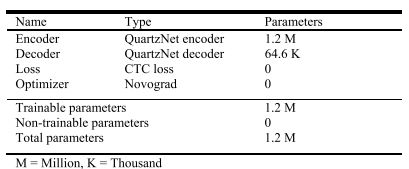 Name Type Parameters
Encoder QuartzNet encoder 1.2 M
Decoder QuartzNet decoder 64.6 K
Loss CTC loss 0
Optimizer Novograd 0
Trainable parameters 1.2 M
Non-trainable parameters 0
Total parameters 1.2 M
M = Million, K = Thousand